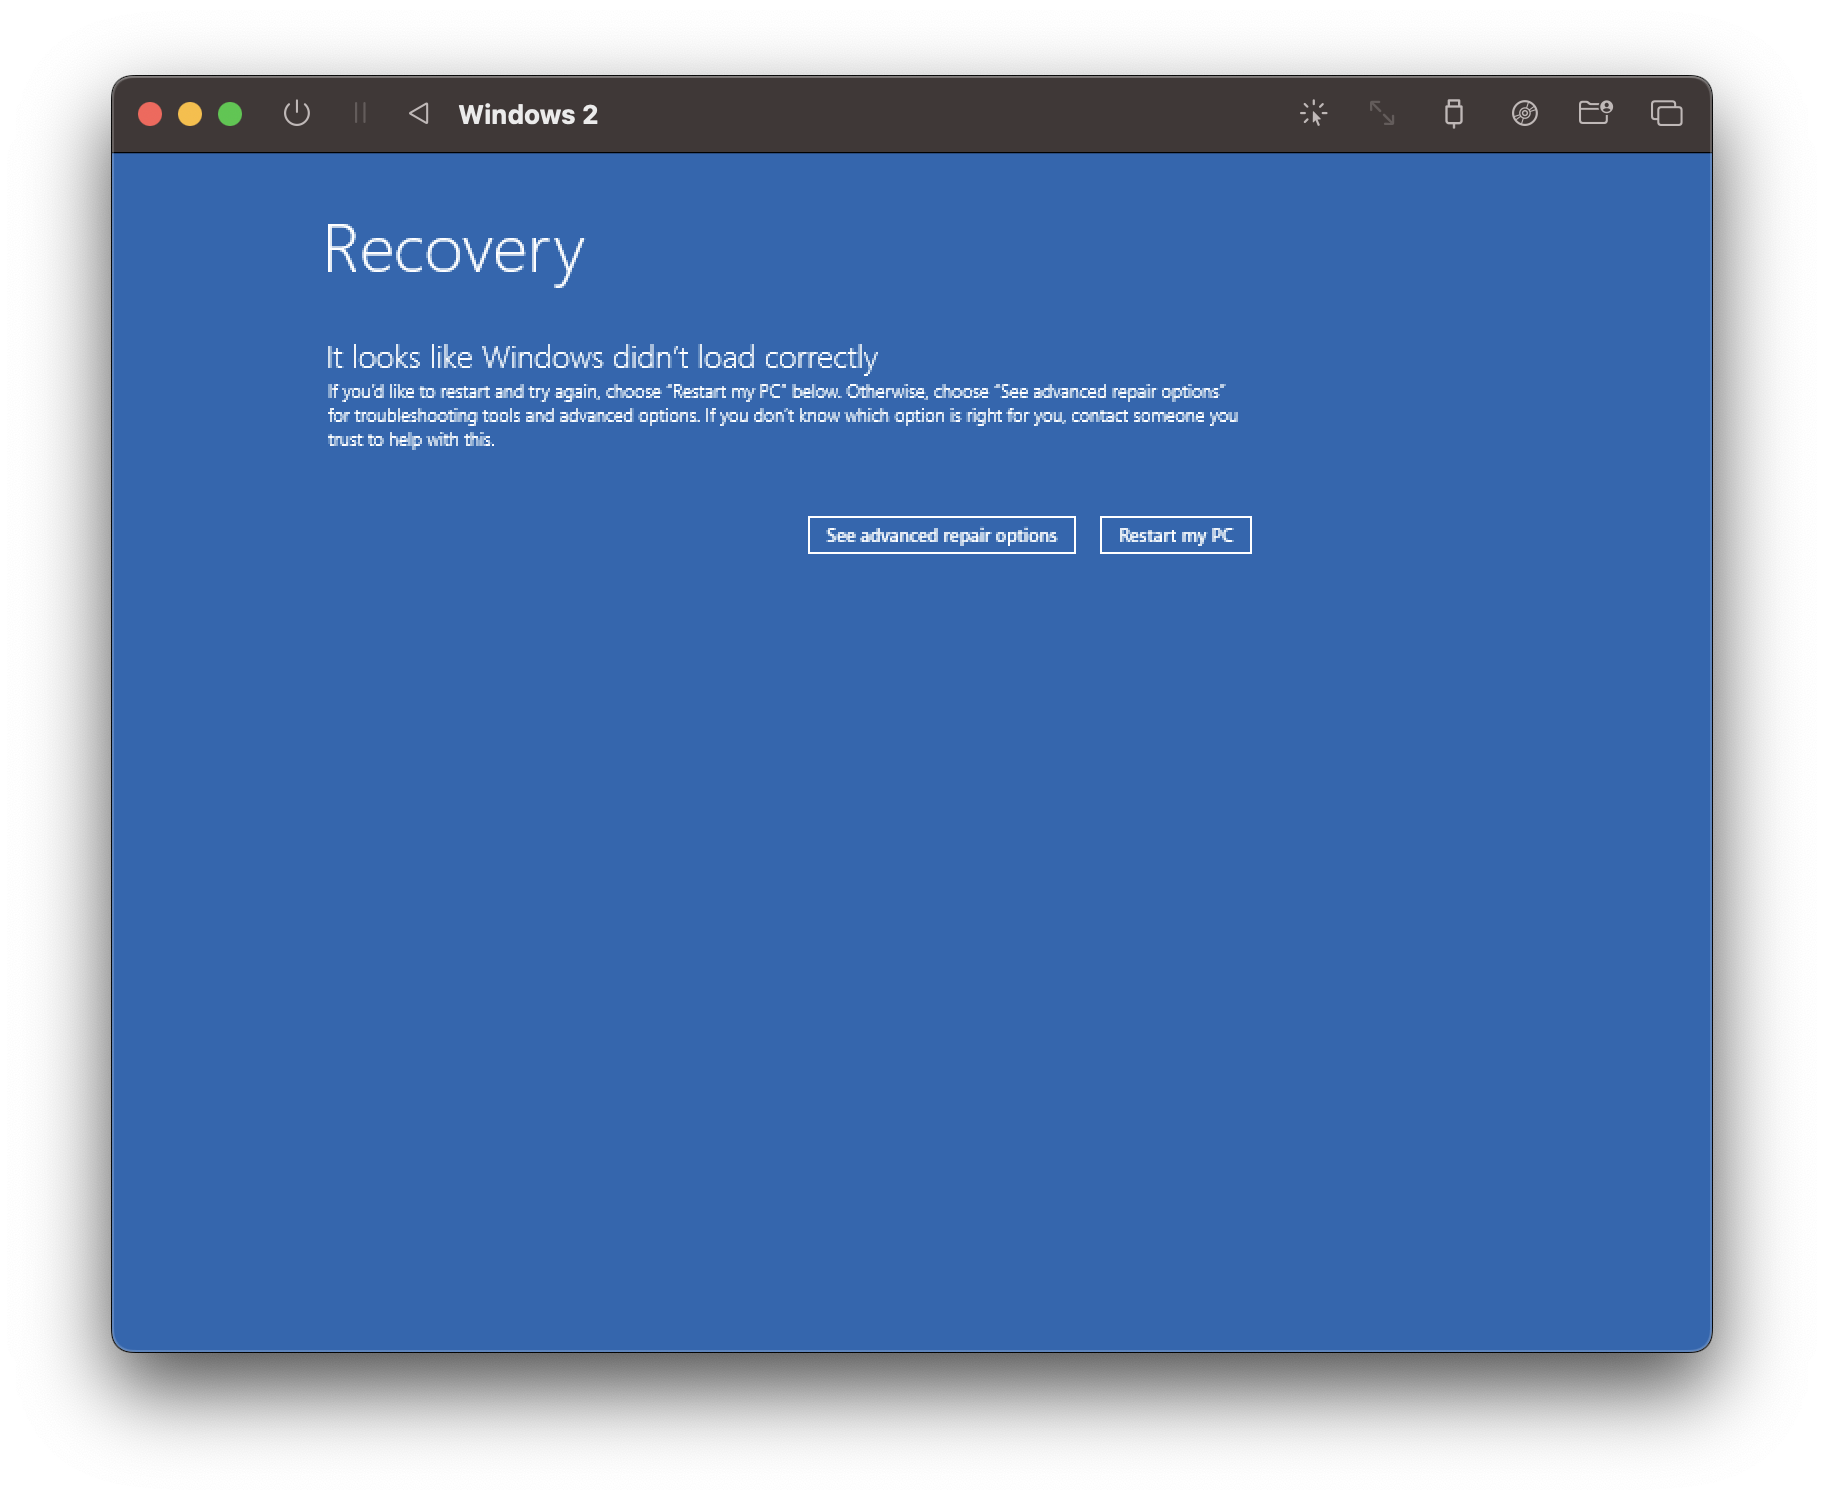 Windows 2
Recovery
It looks like Windows didn't load correctly
If you'd like to restart and try again, choose “Restart my PC” below. Otherwise, choose “See advanced repair options”
for troubleshooting tools and advanced options. If you don't know which option is right for you, contact someone you
trust to help with this.
See advanced repair options
Restart my PC